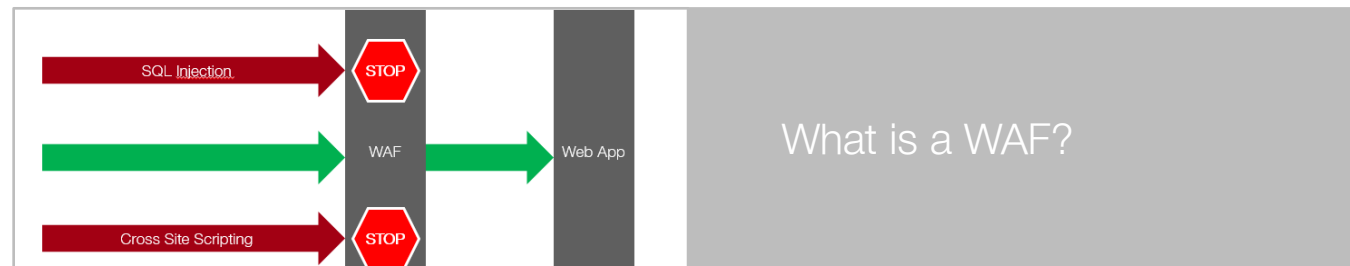 SQL Injection
STOP
WAF
Web App
Cross Site Scripting
STOP
What is a WAF?